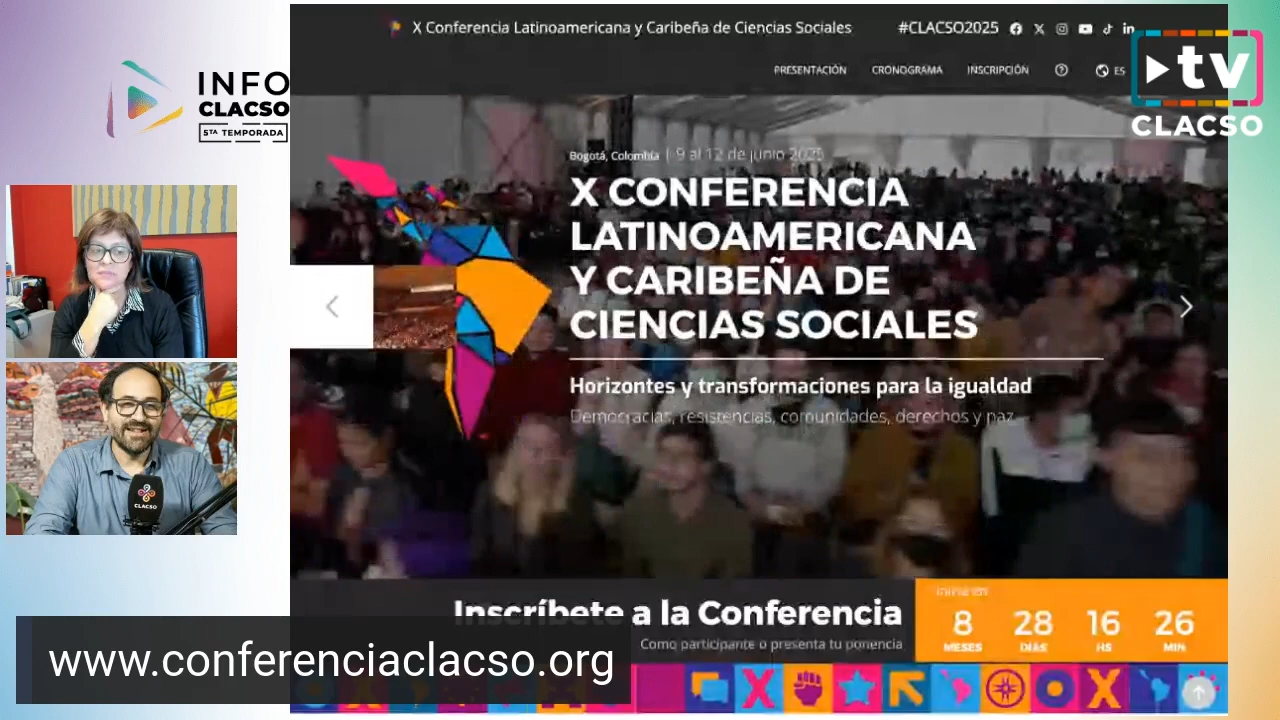 X Conferencia Latinoamericana y Caribeña de Ciencias Sociales
#CLACSO2025
PRESENTACIÓN
CRONOGRAMA
INSCRIPCIÓN
ES
tv
CLACSO
INFO
CLACSO
5TA TEMPORADA
Bogotá, Colombia | 9 al 12 de junio 2025
X CONFERENCIA
LATINOAMERICANA
Y CARIBEÑA DE
CIENCIAS SOCIALES
Horizontes y transformaciones para la igualdad
Democracias, resistencias, comunidades, derechos y paz
CLACSO
Inscríbete a la Conferencia
Como participante o presenta tu ponencia
8 28 16 26
MESES DÍAS HS MIN
www.conferenciaclacso.org